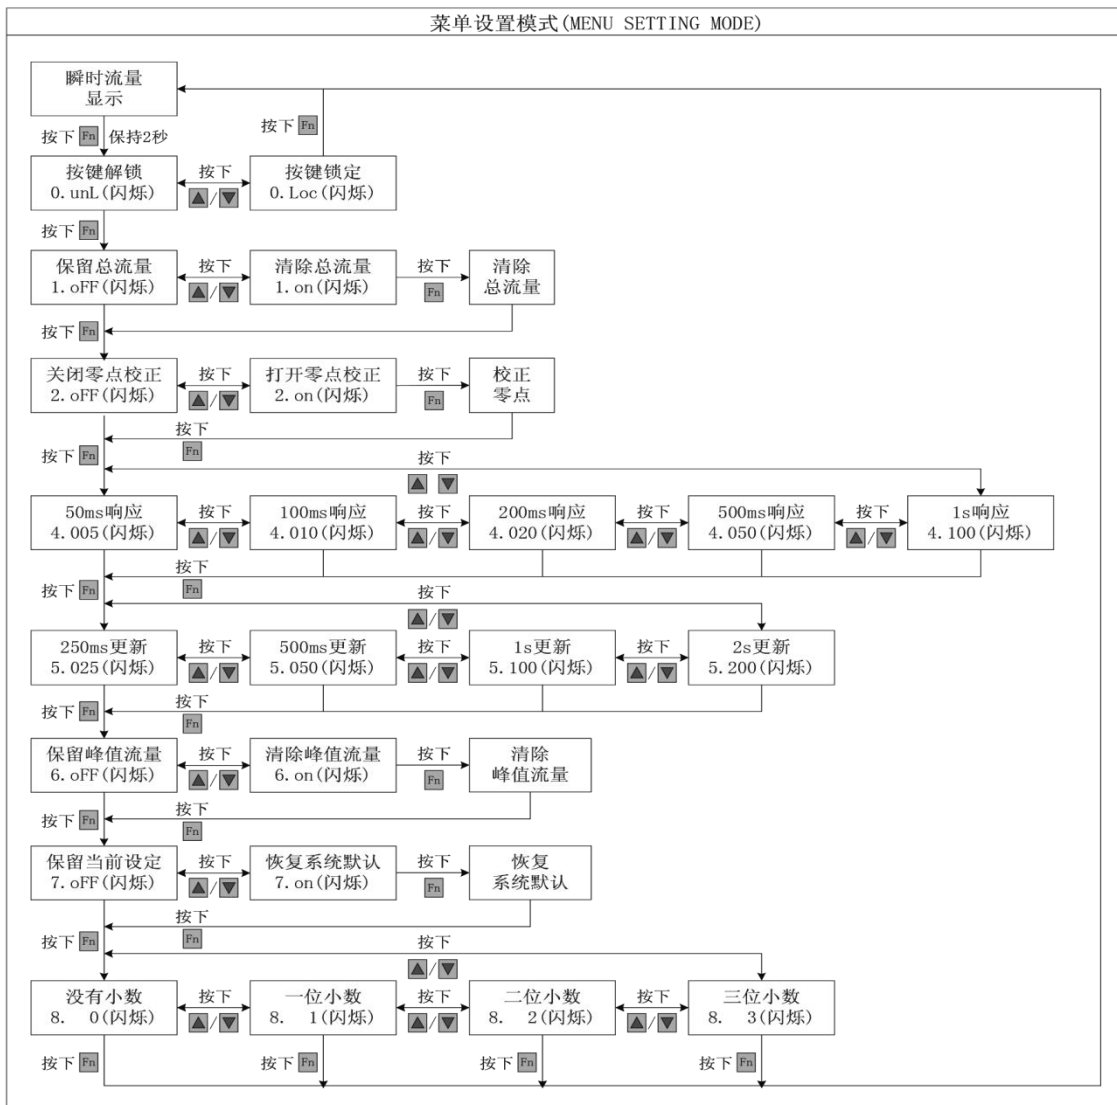 菜单设置模式(MENU SETTING MODE)
瞬时流量
显示
按下 Fn 保持2秒
按下 Fn
按键解锁
0.unL(闪烁)
按下
▲/▼
按键锁定
0.Loc(闪烁)
按下 Fn
保留总流量
1.oFF(闪烁)
按下
▲/▼
清除总流量
1.on(闪烁)
按下
Fn
清除
总流量
按下 Fn
关闭零点校正
2.oFF(闪烁)
按下
▲/▼
打开零点校正
2.on(闪烁)
按下
Fn
校正
零点
按下
Fn
按下 Fn
按下
▲ ▼
50ms响应
4.005(闪烁)
按下
▲/▼
100ms响应
4.010(闪烁)
按下
▲/▼
200ms响应
4.020(闪烁)
按下
▲/▼
500ms响应
4.050(闪烁)
按下
▲/▼
1s响应
4.100(闪烁)
按下
Fn
按下 Fn
按下
▲/▼
250ms更新
5.025(闪烁)
按下
▲/▼
500ms更新
5.050(闪烁)
按下
▲/▼
1s更新
5.100(闪烁)
按下
▲/▼
2s更新
5.200(闪烁)
按下
Fn
按下 Fn
保留峰值流量
6.oFF(闪烁)
按下
▲/▼
清除峰值流量
6.on(闪烁)
按下
Fn
清除
峰值流量
按下
Fn
按下 Fn
保留当前设定
7.oFF(闪烁)
按下
▲/▼
恢复系统默认
7.on(闪烁)
按下
Fn
恢复
系统默认
按下
Fn
按下 Fn
按下
▲/▼
没有小数
8. 0(闪烁)
按下
▲/▼
一位小数
8. 1(闪烁)
按下
▲/▼
二位小数
8. 2(闪烁)
按下
▲/▼
三位小数
8. 3(闪烁)
按下 Fn
按下 Fn
按下 Fn
按下 Fn